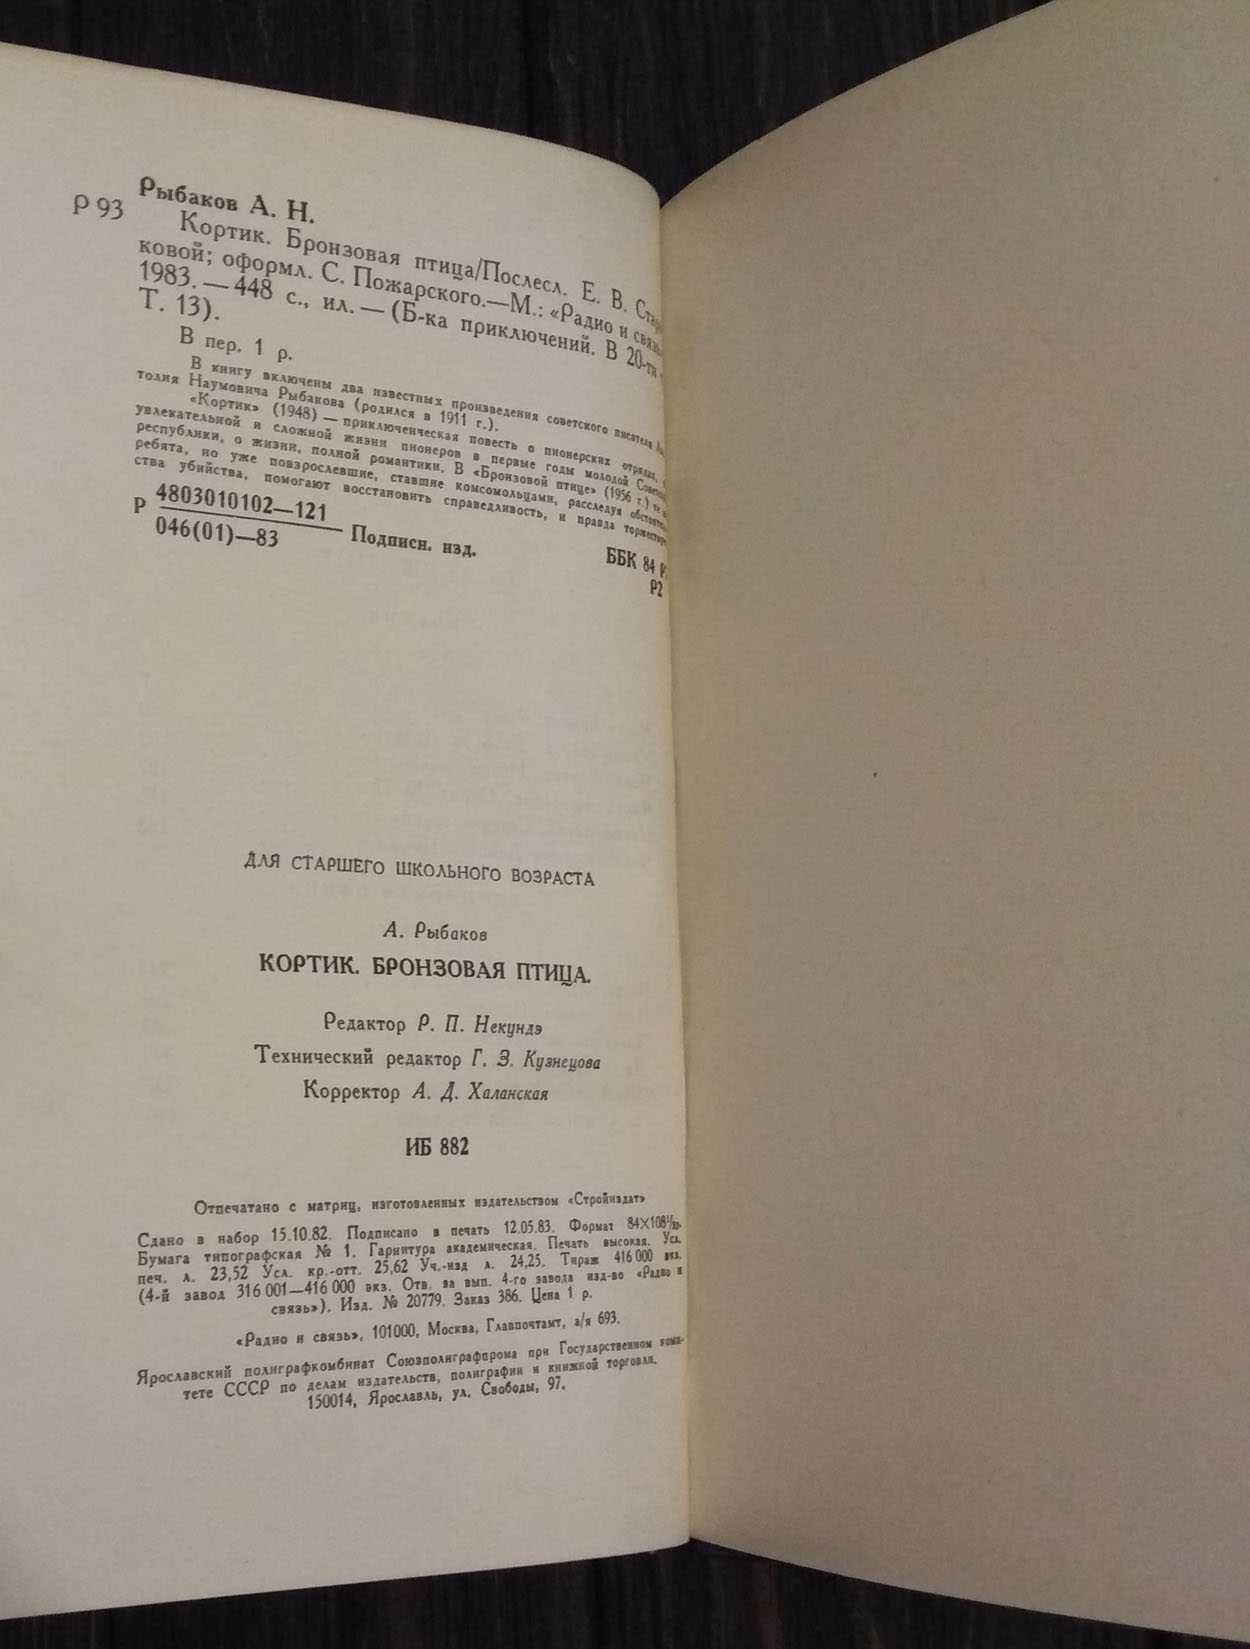 Рыбаков А. Н.
Р 93
Кортик. Бронзовая птица/Послесл. Е. В. Стар
ковой; оформл. С. Пожарского.—М.: «Радио и связь
1983. — 448 с., ил. — (Б-ка приключений. В 20-ти
Т. 13).
В пер. 1 р.
В книгу включены два известных произведения советского писателя Ана
толия Наумовича Рыбакова (родился в 1911 г.).
«Кортик» (1948) — приключенческая повесть о пионерских отрядах,
увлекательной и сложной жизни пионеров в первые годы молодой Советск
республики, о жизни, полной романтики. В «Бронзовой птице» (1956 г.) те
ребята, но уже повзрослевшие, ставшие комсомольцами, расследуя обстоятель
ства убийства, помогают восстановить справедливость, и правда торжествует
Р 4803010102—121
046(01)—83 Подписн. изд.
ББК 84 Р
Р2
ДЛЯ СТАРШЕГО ШКОЛЬНОГО ВОЗРАСТА
А. Рыбаков
КОРТИК. БРОНЗОВАЯ ПТИЦА.
Редактор Р. П. Некундэ
Технический редактор Г. З. Кузнецова
Корректор А. Д. Халанская
ИБ 882
Отпечатано с матриц, изготовленных издательством «Стройиздат»
Сдано в набор 15.10.82. Подписано в печать 12.05.83. Формат 84×108¹/₃₂.
Бумага типографская № 1. Гарнитура академическая. Печать высокая. Усл.
печ. л. 23,52 Усл. кр.-отт. 25,62 Уч.-изд л. 24,25. Тираж 416 000 экз.
(4-й завод 316 001—416 000 экз. Отв. за вып. 4-го завода изд-во «Радио и
связь»). Изд. № 20779. Заказ 386. Цена 1 р.
«Радио и связь», 101000, Москва, Главпочтамт, а/я 693.
Ярославский полиграфкомбинат Союзполиграфпрома при Государственном коми-
тете СССР по делам издательств, полиграфии и книжной торговли.
150014, Ярославль, ул. Свободы, 97.